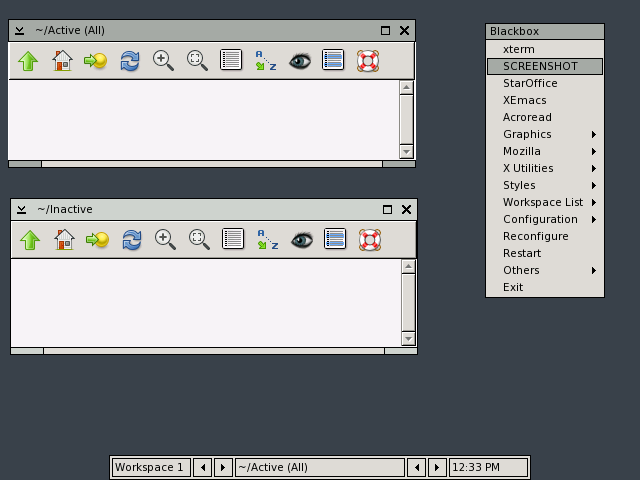 ~/Active (All)
A Z
~/Inactive
A Z
Blackbox
xterm
SCREENSHOT
StarOffice
XEmacs
Acroread
Graphics
Mozilla
X Utilities
Styles
Workspace List
Configuration
Reconfigure
Restart
Others
Exit
Workspace 1
~/Active (All)
12:33 PM